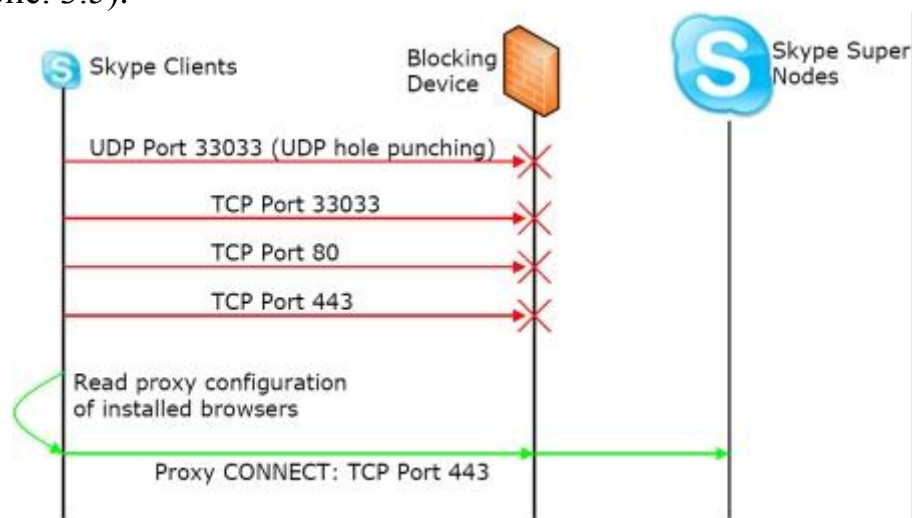 Skype Clients
Blocking
Device
Skype Super
Nodes
UDP Port 33033 (UDP hole punching)
TCP Port 33033
TCP Port 80
TCP Port 443
Read proxy configuration
of installed browsers
Proxy CONNECT: TCP Port 443